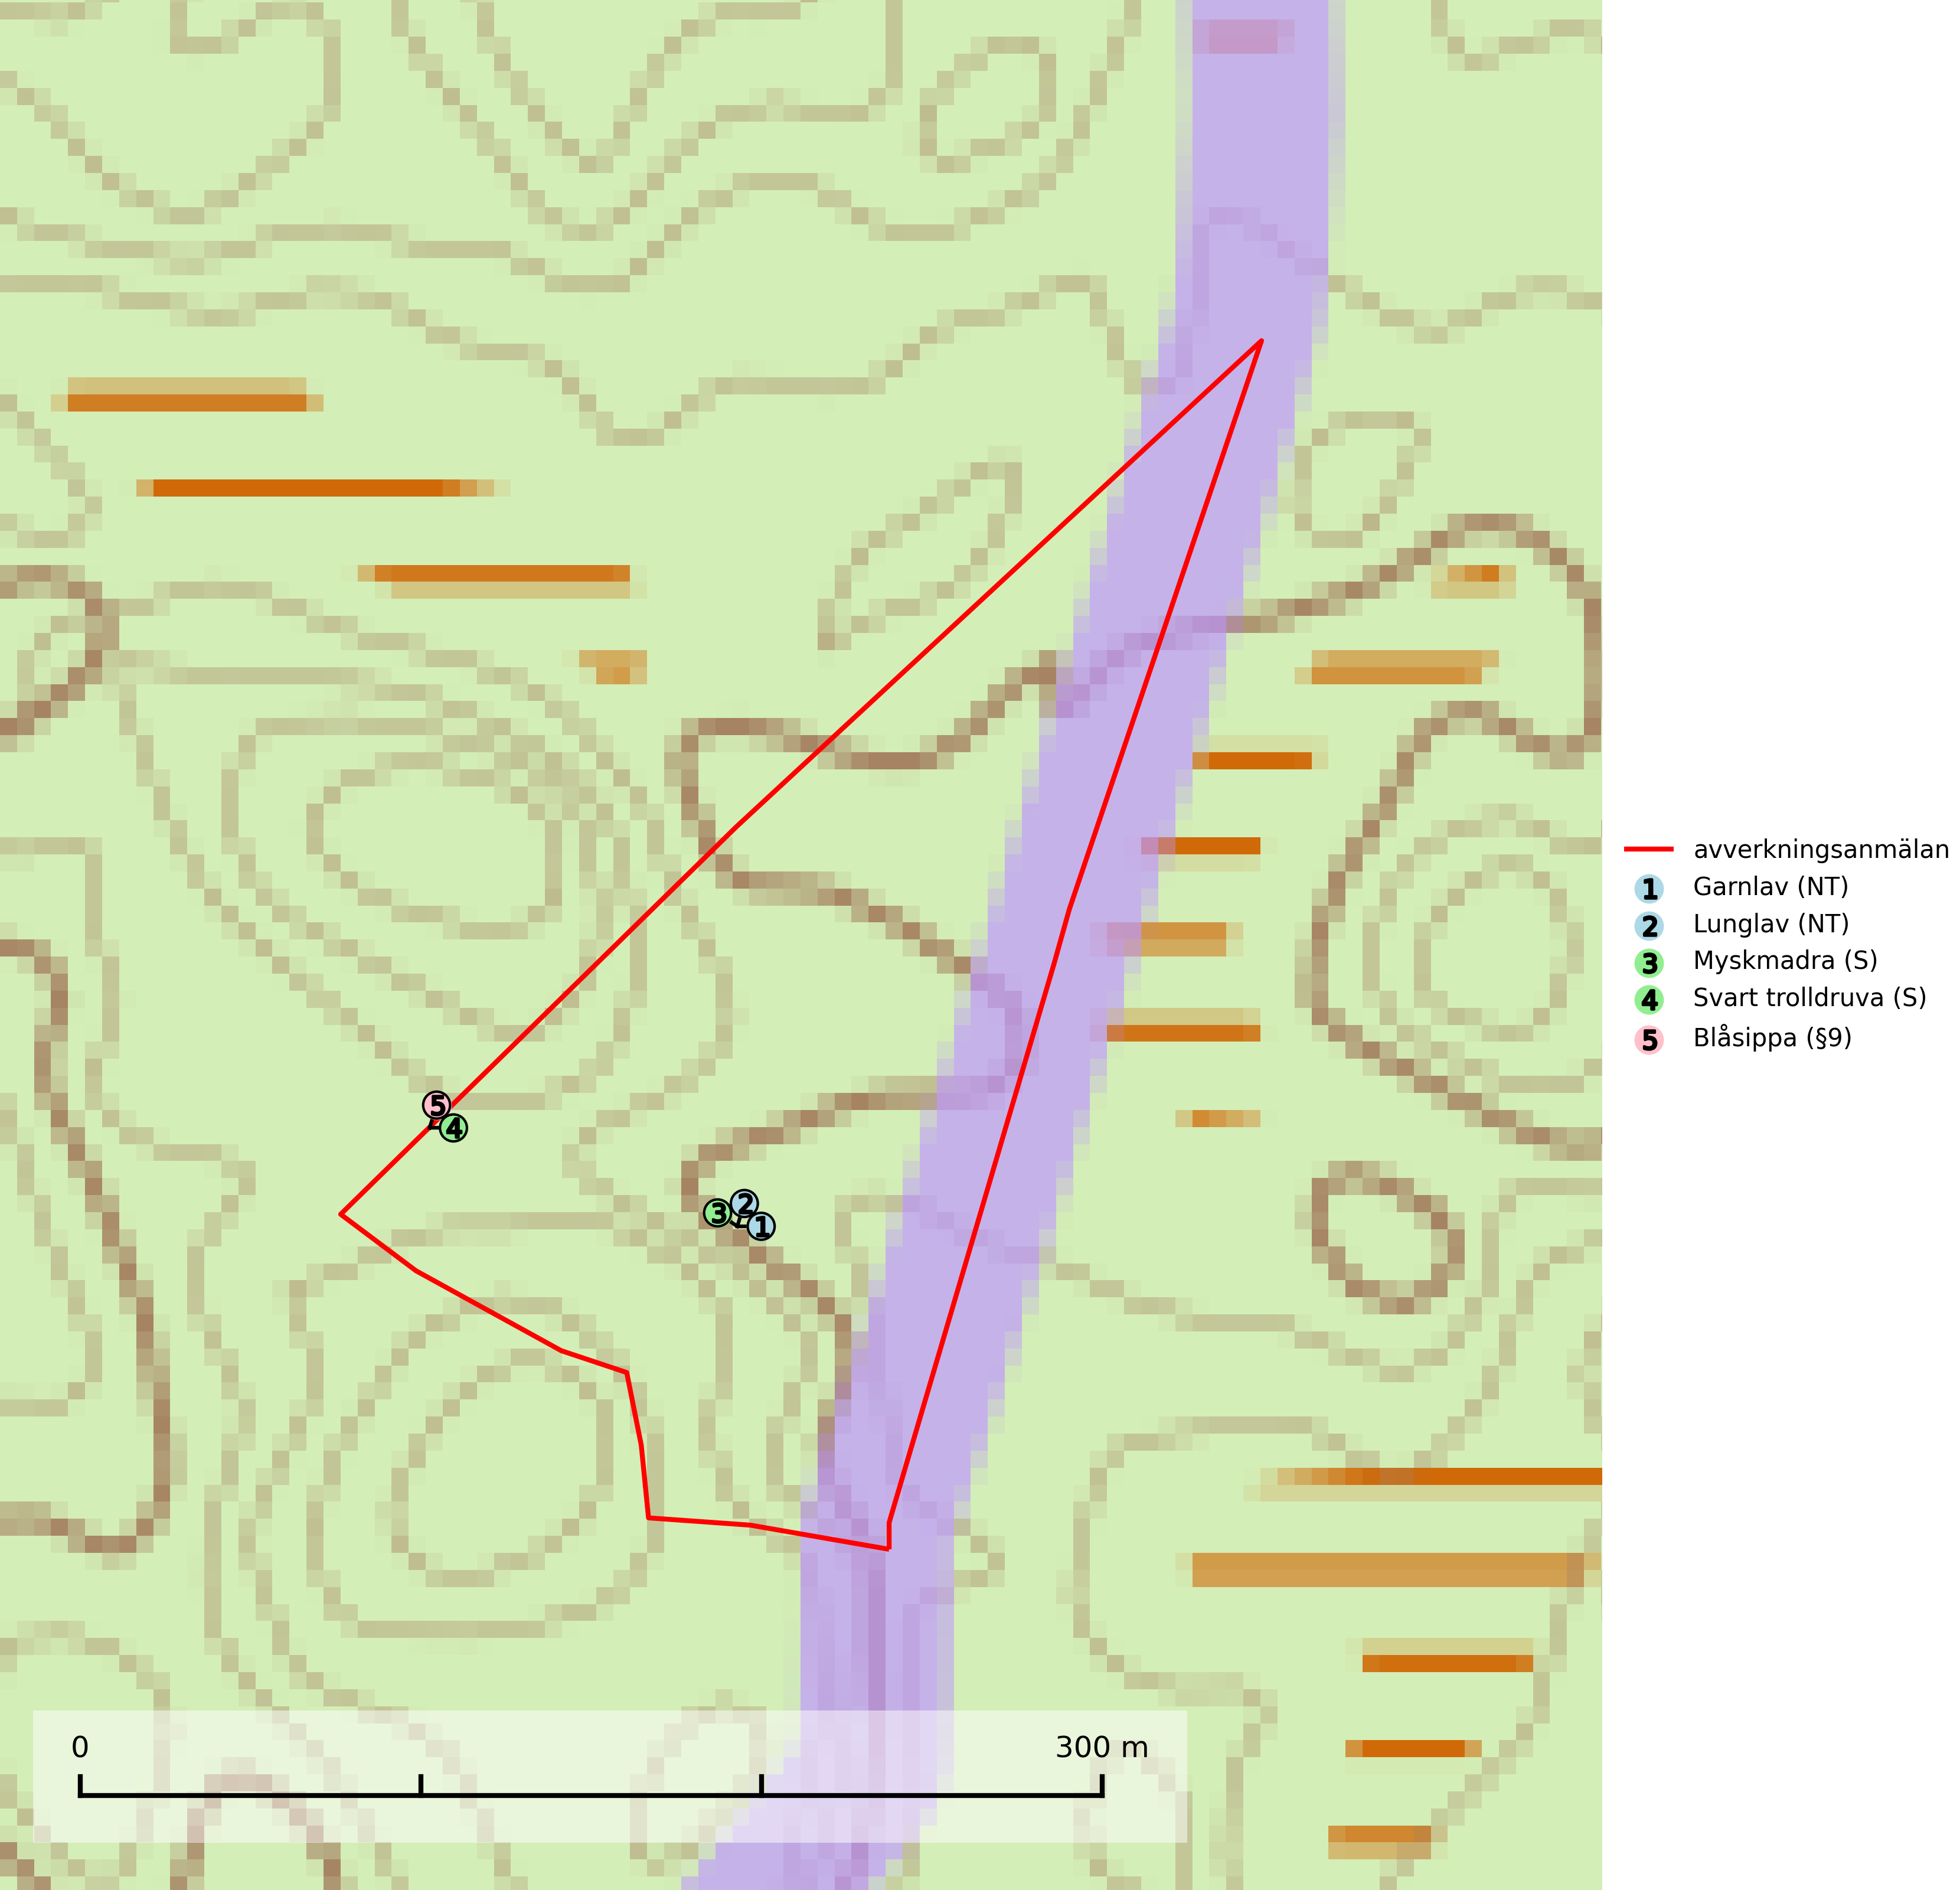 avverkningsanmälan
1 Garnlav (NT)
2 Lunglav (NT)
3 Myskmadra (S)
4 Svart trolldruva (S)
5 Blåsippa (§9)
5
4
2
3
1
0
300 m